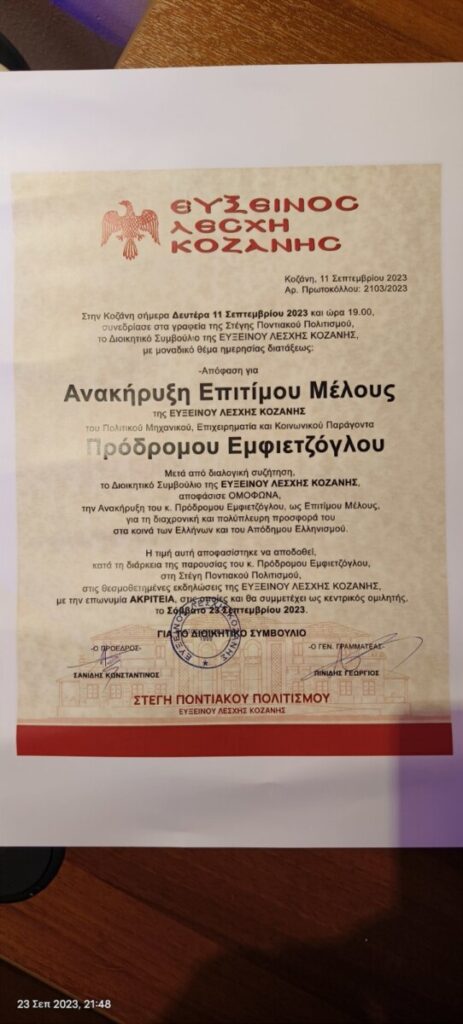 ΕΥΞΕΙΝΟΣ
ΛΕΣΧΗ
ΚΟΖΑΝΗΣ
Κοζάνη, 11 Σεπτεμβρίου 2023
Αρ. Πρωτοκόλλου: 2103/2023
Στην Κοζάνη σήμερα Δευτέρα 11 Σεπτεμβρίου 2023 και ώρα 19.00,
συνεδρίασε στα γραφεία της Στέγης Ποντιακού Πολιτισμού,
το Διοικητικό Συμβούλιο της ΕΥΞΕΙΝΟΥ ΛΕΣΧΗΣ ΚΟΖΑΝΗΣ,
με μοναδικό θέμα ημερησίας διατάξεως:
-Απόφαση για
Ανακήρυξη Επιτίμου Μέλους
της ΕΥΞΕΙΝΟΥ ΛΕΣΧΗΣ ΚΟΖΑΝΗΣ
του Πολιτικού Μηχανικού, Επιχειρηματία και Κοινωνικού Παράγοντα
Πρόδρομου Εμφιετζόγλου
Μετά από διαλογική συζήτηση,
το Διοικητικό Συμβούλιο της ΕΥΞΕΙΝΟΥ ΛΕΣΧΗΣ ΚΟΖΑΝΗΣ,
αποφάσισε ΟΜΟΦΩΝΑ,
την Ανακήρυξη του κ. Πρόδρομου Εμφιετζόγλου, ως Επιτίμου Μέλους,
για τη διαχρονική και πολύπλευρη προσφορά του
στα κοινά των Ελλήνων και του Απόδημου Ελληνισμού.
Η τιμή αυτή αποφασίστηκε να αποδοθεί,
κατά τη διάρκεια της παρουσίας του κ. Πρόδρομου Εμφιετζόγλου,
στη Στέγη Ποντιακού Πολιτισμού,
στις θεσμοθετημένες εκδηλώσεις της ΕΥΞΕΙΝΟΥ ΛΕΣΧΗΣ ΚΟΖΑΝΗΣ,
με την επωνυμία ΑΚΡΙΤΕΙΑ, στις οποίες και θα συμμετέχει ως κεντρικός ομιλητής,
το Σάββατο 23 Σεπτεμβρίου 2023.
ΓΙΑ ΤΟ ΔΙΟΙΚΗΤΙΚΟ ΣΥΜΒΟΥΛΙΟ
-Ο ΠΡΟΕΔΡΟΣ- -Ο ΓΕΝ. ΓΡΑΜΜΑΤΕΑΣ-
ΣΑΝΙΔΗΣ ΚΩΝΣΤΑΝΤΙΝΟΣ ΠΙΝΙΔΗΣ ΓΕΩΡΓΙΟΣ
ΣΤΕΓΗ ΠΟΝΤΙΑΚΟΥ ΠΟΛΙΤΙΣΜΟΥ
ΕΥΞΕΙΝΟΥ ΛΕΣΧΗΣ ΚΟΖΑΝΗΣ
23 Σεπ 2023, 21:48